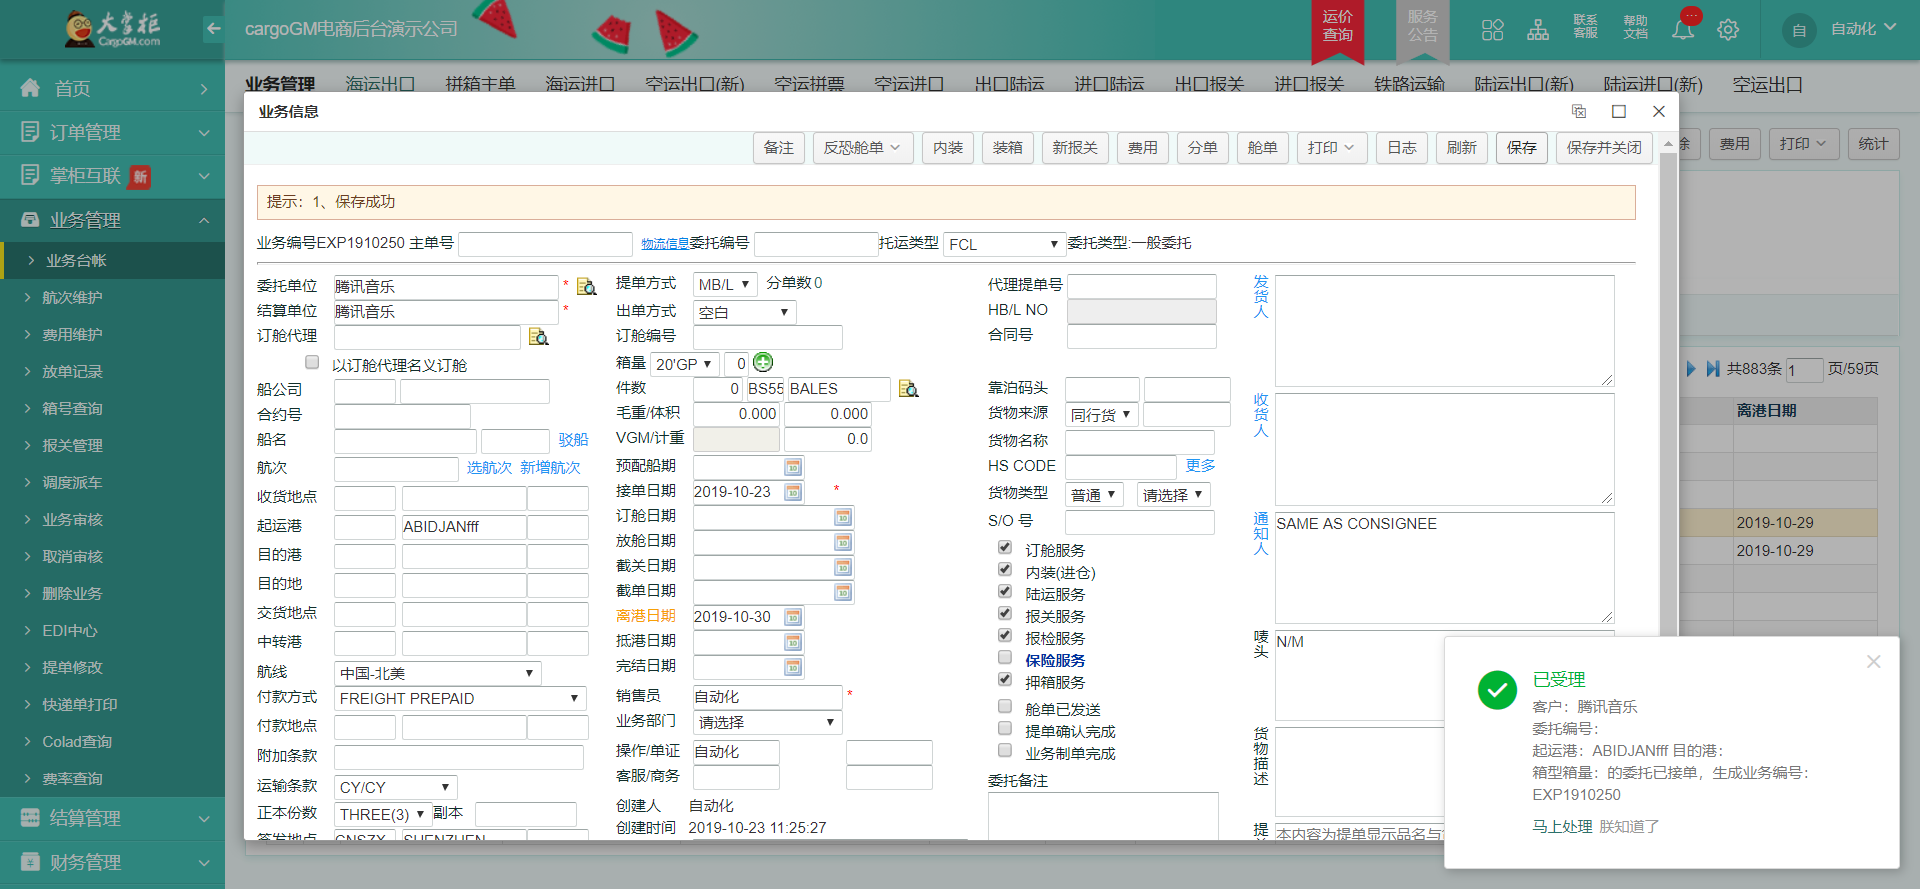 大掌柜
CargoGM.com
cargoGM电商后台演示公司
运价
查询
服务
公告
联系
客服
帮助
文档
自
自动化
首页
订单管理
掌柜互联 新
业务管理
业务台帐
航次维护
费用维护
放单记录
箱号查询
报关管理
调度派车
业务审核
取消审核
删除业务
EDI中心
提单修改
快递单打印
Colad查询
费率查询
结算管理
财务管理
业务管理 海运出口 拼箱主单 海运进口 空运出口(新) 空运拼票 空运进口 出口陆运 进口陆运 出口报关 进口报关 铁路运输 陆运出口(新) 陆运进口(新) 空运出口
业务信息
备注 反恐舱单 内装 装箱 新报关 费用 分单 舱单 打印 日志 刷新 保存 保存并关闭
除 费用 打印 统计
提示：1、保存成功
业务编号EXP1910250 主单号 物流信息 委托编号 托运类型 FCL 委托类型:一般委托
委托单位 腾讯音乐 *
结算单位 腾讯音乐 *
订舱代理
以订舱代理名义订舱
船公司
合约号
船名 驳船
航次 选航次 新增航次
收货地点
起运港 ABIDJANfff
目的港
目的地
交货地点
中转港
航线 中国-北美
付款方式 FREIGHT PREPAID
付款地点
附加条款
运输条款 CY/CY
正本份数 THREE(3) 副本
签发地点 CNSZX SHENZHEN
提单方式 MB/L 分单数 0
出单方式 空白
订舱编号
箱量 20'GP 0
件数 0 BS55 BALES
毛重/体积 0.000 0.000
VGM/计重 0.0
预配船期
接单日期 2019-10-23 *
订舱日期
放舱日期
截关日期
截单日期
离港日期 2019-10-30
抵港日期
完结日期
销售员 自动化 *
业务部门 请选择
操作/单证 自动化
客服/商务
创建人 自动化
创建时间 2019-10-23 11:25:27
代理提单号
HB/L NO
合同号
靠泊码头
货物来源 同行货
货物名称
HS CODE 更多
货物类型 普通 请选择
S/O 号
订舱服务
内装(进仓)
陆运服务
报关服务
报检服务
保险服务
押箱服务
舱单已发送
提单确认完成
业务制单完成
委托备注
发货人
收货人
通知人 SAME AS CONSIGNEE
唛头 N/M
货物描述
提
本内容为提单显示品名与
共883条 1 页/59页
离港日期
2019-10-29
2019-10-29
已受理
客户：腾讯音乐
委托编号：
起运港：ABIDJANfff 目的港：
箱型箱量：的委托已接单，生成业务编号：
EXP1910250
马上处理 朕知道了